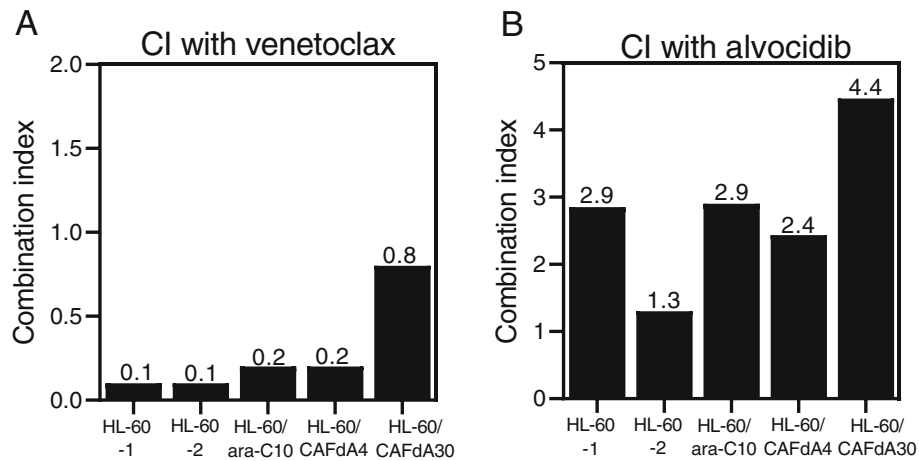 A
CI with venetoclax
Combination index
2.0
1.5
1.0
0.5
0.0
0.1
0.1
0.2
0.2
0.8
HL-60
-1
HL-60
-2
HL-60/
ara-C10
HL-60/
CAFdA4
HL-60/
CAFdA30
B
CI with alvocidib
Combination index
5
4
3
2
1
0
2.9
1.3
2.9
2.4
4.4
HL-60
-1
HL-60
-2
HL-60/
ara-C10
HL-60/
CAFdA4
HL-60/
CAFdA30